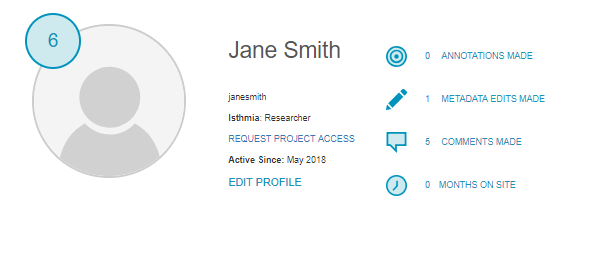 6
Jane Smith
janesmith
Isthmia: Researcher
REQUEST PROJECT ACCESS
Active Since: May 2018
EDIT PROFILE
0 ANNOTATIONS MADE
1 METADATA EDITS MADE
5 COMMENTS MADE
0 MONTHS ON SITE